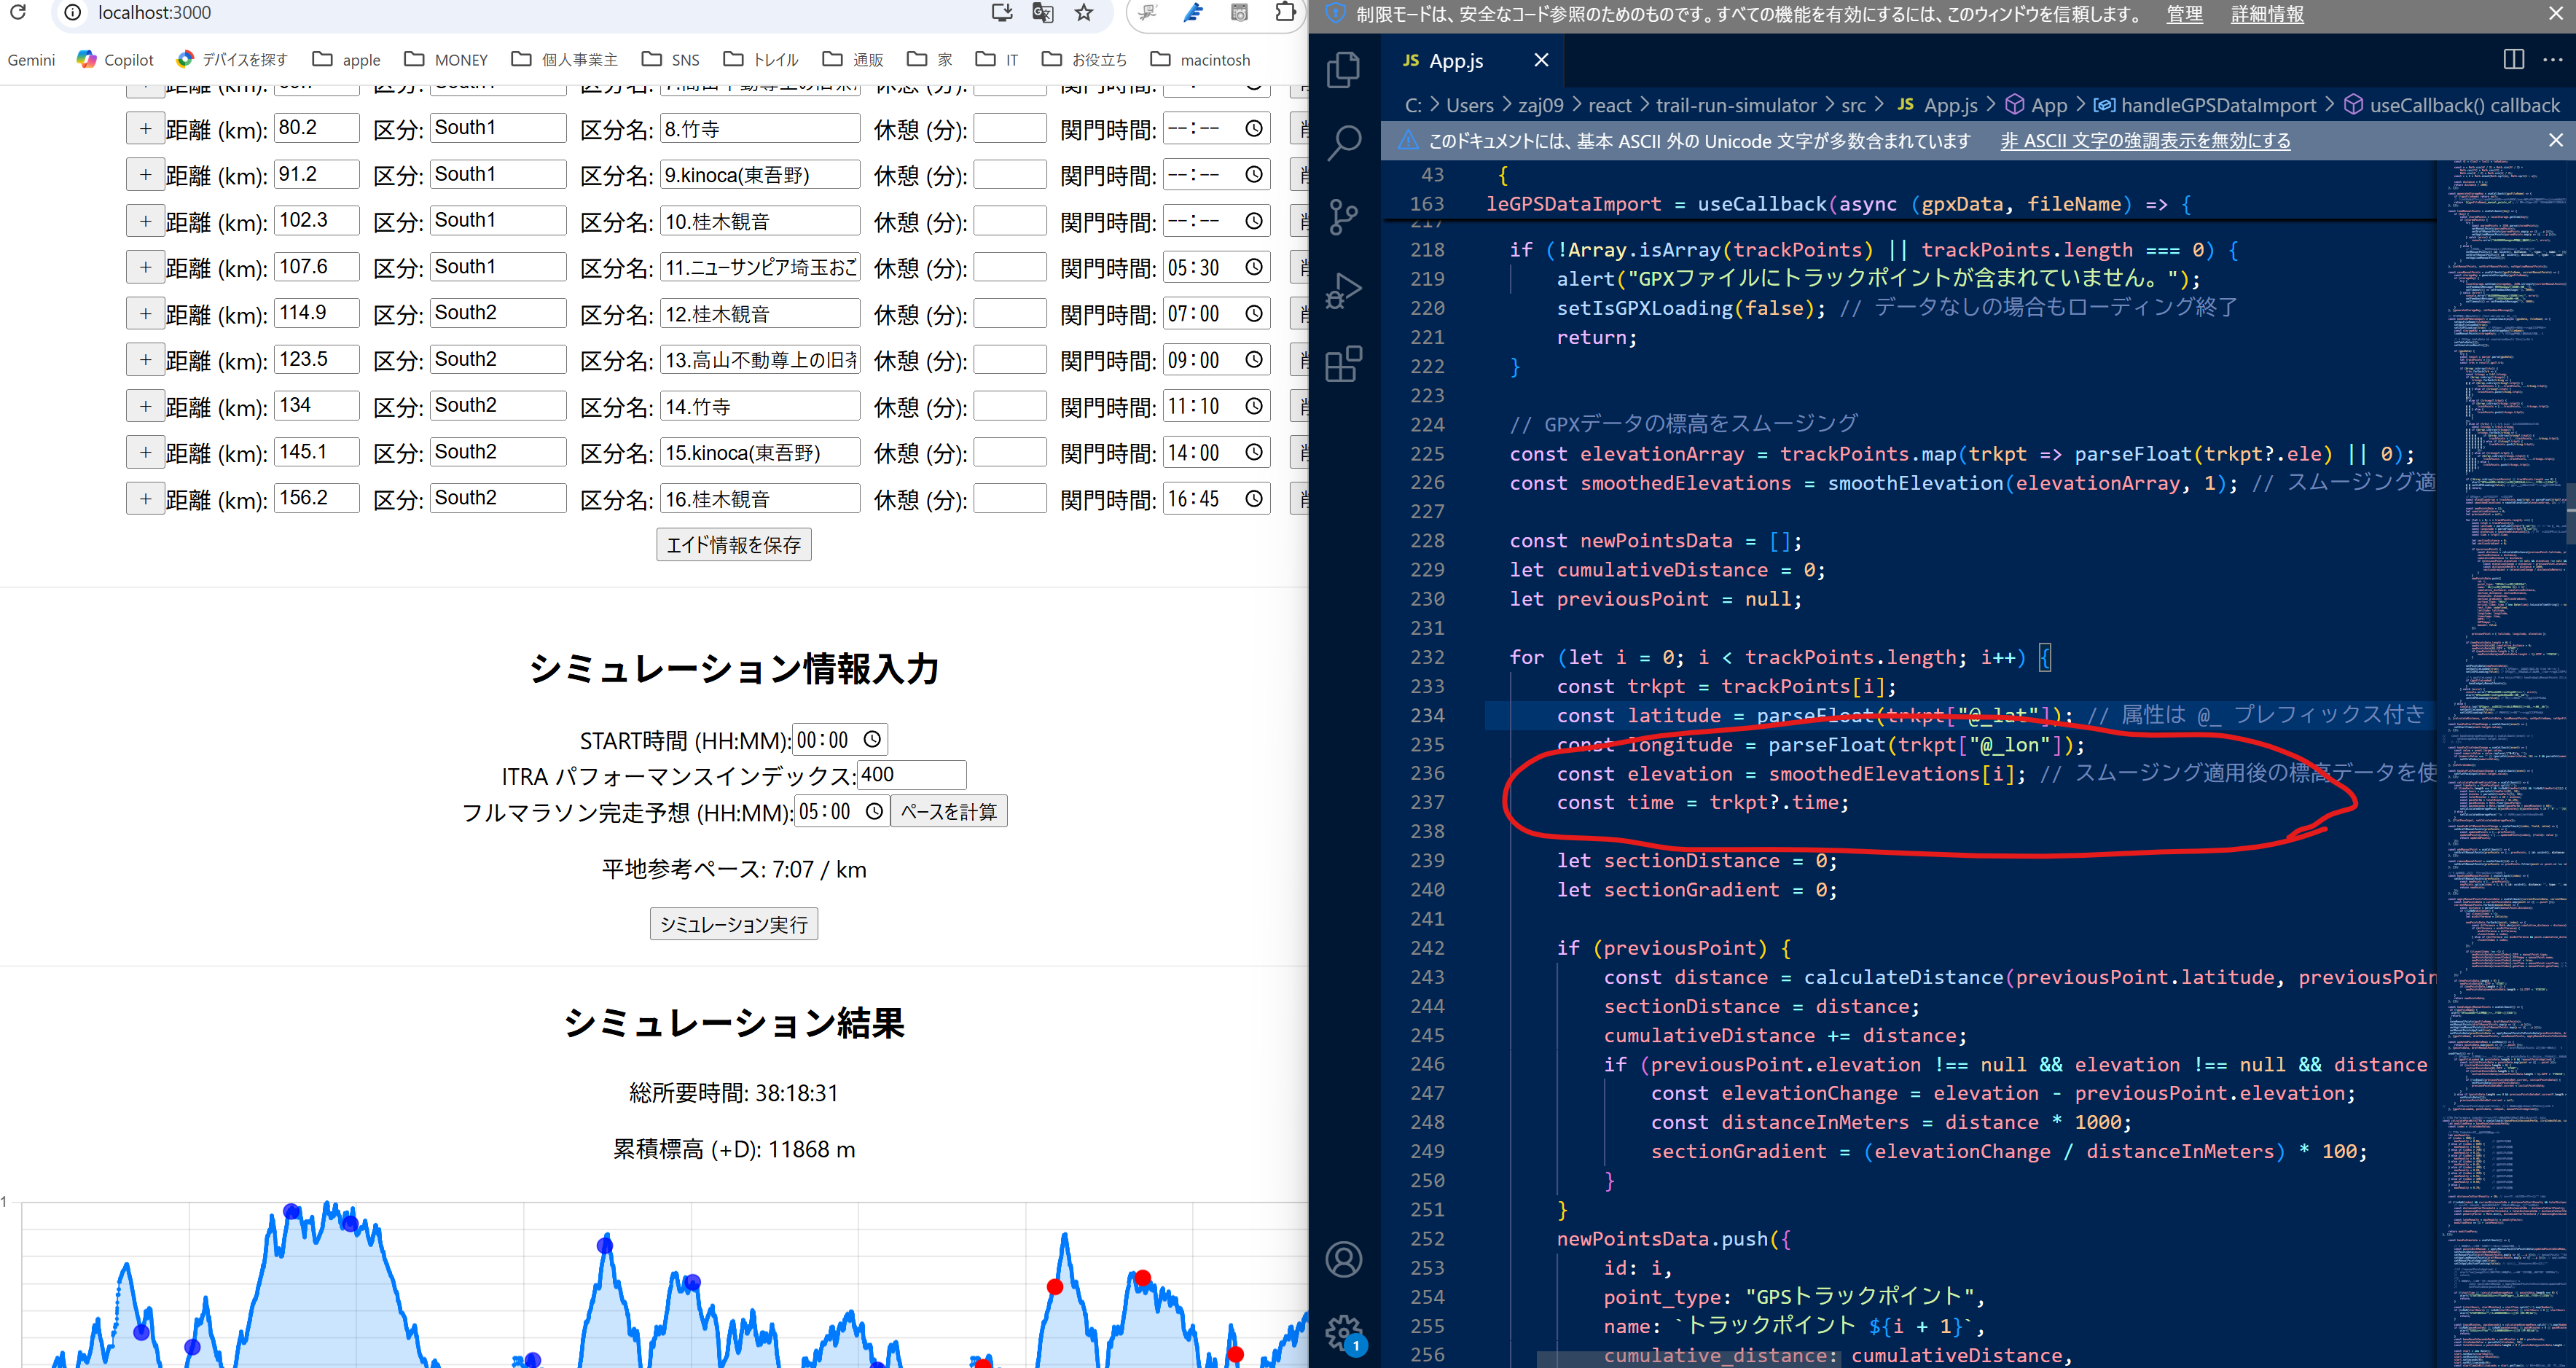 localhost:3000
Gemini Copilot デバイスを探す apple MONEY 個人事業主 SNS トレイル 通販 家 IT お役立ち macintosh
+ 距離 (km): 80.2 区分: South1 区分名: 8.竹寺 休憩 (分): 関門時間: --:--
+ 距離 (km): 91.2 区分: South1 区分名: 9.kinoca(東吾野) 休憩 (分): 関門時間: --:--
+ 距離 (km): 102.3 区分: South1 区分名: 10.桂木観音 休憩 (分): 関門時間: --:--
+ 距離 (km): 107.6 区分: South1 区分名: 11.ニューサンピア埼玉おご 休憩 (分): 関門時間: 05:30
+ 距離 (km): 114.9 区分: South2 区分名: 12.桂木観音 休憩 (分): 関門時間: 07:00
+ 距離 (km): 123.5 区分: South2 区分名: 13.高山不動尊上の旧茶 休憩 (分): 関門時間: 09:00
+ 距離 (km): 134 区分: South2 区分名: 14.竹寺 休憩 (分): 関門時間: 11:10
+ 距離 (km): 145.1 区分: South2 区分名: 15.kinoca(東吾野) 休憩 (分): 関門時間: 14:00
+ 距離 (km): 156.2 区分: South2 区分名: 16.桂木観音 休憩 (分): 関門時間: 16:45
エイド情報を保存
シミュレーション情報入力
START時間 (HH:MM): 00:00
ITRA パフォーマンスインデックス: 400
フルマラソン完走予想 (HH:MM): 05:00 ペースを計算
平地参考ペース: 7:07 / km
シミュレーション実行
シミュレーション結果
総所要時間: 38:18:31
累積標高 (+D): 11868 m
1
制限モードは、安全なコード参照のためのものです。すべての機能を有効にするには、このウィンドウを信頼します。 管理 詳細情報
JS App.js
C: > Users > zaj09 > react > trail-run-simulator > src > JS App.js > App > handleGPSDataImport > useCallback() callback
このドキュメントには、基本 ASCII 外の Unicode 文字が多数含まれています 非 ASCII 文字の強調表示を無効にする
43 {
163 leGPSDataImport = useCallback(async (gpxData, fileName) => {
217
218 if (!Array.isArray(trackPoints) || trackPoints.length === 0) {
219 alert("GPXファイルにトラックポイントが含まれていません。");
220 setIsGPXLoading(false); // データなしの場合もローディング終了
221 return;
222 }
223
224 // GPXデータの標高をスムージング
225 const elevationArray = trackPoints.map(trkpt => parseFloat(trkpt?.ele) || 0);
226 const smoothedElevations = smoothElevation(elevationArray, 1); // スムージング適
227
228 const newPointsData = [];
229 let cumulativeDistance = 0;
230 let previousPoint = null;
231
232 for (let i = 0; i < trackPoints.length; i++) {
233 const trkpt = trackPoints[i];
234 const latitude = parseFloat(trkpt["@_lat"]); // 属性は @_ プレフィックス付き
235 const longitude = parseFloat(trkpt["@_lon"]);
236 const elevation = smoothedElevations[i]; // スムージング適用後の標高データを使
237 const time = trkpt?.time;
238
239 let sectionDistance = 0;
240 let sectionGradient = 0;
241
242 if (previousPoint) {
243 const distance = calculateDistance(previousPoint.latitude, previousPoin
244 sectionDistance = distance;
245 cumulativeDistance += distance;
246 if (previousPoint.elevation !== null && elevation !== null && distance
247 const elevationChange = elevation - previousPoint.elevation;
248 const distanceInMeters = distance * 1000;
249 sectionGradient = (elevationChange / distanceInMeters) * 100;
250 }
251 }
252 newPointsData.push({
253 id: i,
254 point_type: "GPSトラックポイント",
255 name: `トラックポイント ${i + 1}`,
256 cumulative_distance: cumulativeDistance,
1